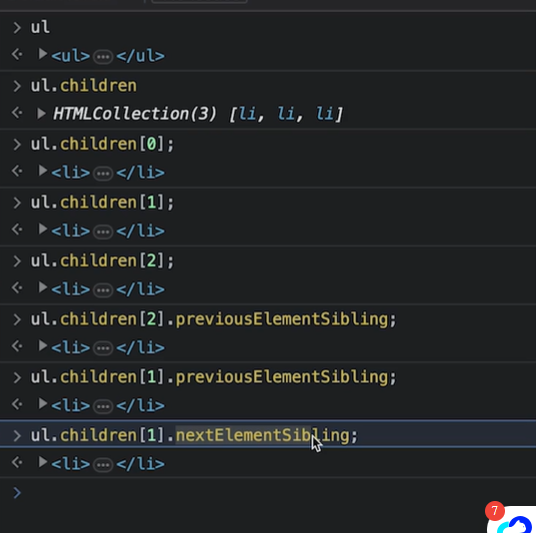 > ul
<· ▶<ul>…</ul>
> ul.children
<· ▶ HTMLCollection(3) [li, li, li]
> ul.children[0];
<· ▶<li>…</li>
> ul.children[1];
<· ▶<li>…</li>
> ul.children[2];
<· ▶<li>…</li>
> ul.children[2].previousElementSibling;
<· ▶<li>…</li>
> ul.children[1].previousElementSibling;
<· ▶<li>…</li>
> ul.children[1].nextElementSibling;
<· ▶<li>…</li>
>
7